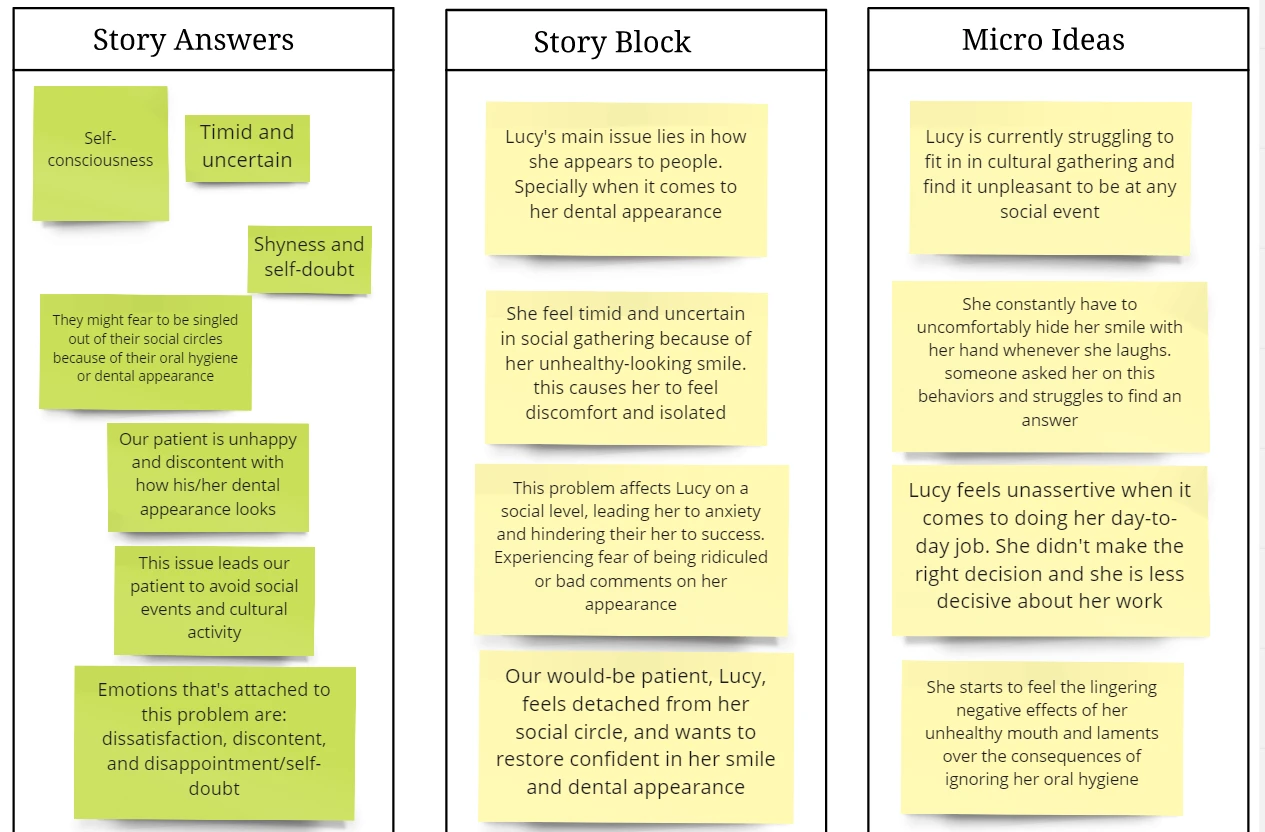 Story Answers
Self-
consciousness
Timid and
uncertain
Shyness and
self-doubt
They might fear to be singled
out of their social circles
because of their oral hygiene
or dental appearance
Our patient is unhappy
and discontent with
how his/her dental
appearance looks
This issue leads our
patient to avoid social
events and cultural
activity
Emotions that's attached to
this problem are:
dissatisfaction, discontent,
and disappointment/self-
doubt
Story Block
Lucy's main issue lies in how
she appears to people.
Specially when it comes to
her dental appearance
She feel timid and uncertain
in social gathering because of
her unhealthy-looking smile.
this causes her to feel
discomfort and isolated
This problem affects Lucy on a
social level, leading her to anxiety
and hindering their her to success.
Experiencing fear of being ridiculed
or bad comments on her
appearance
Our would-be patient, Lucy,
feels detached from her
social circle, and wants to
restore confident in her smile
and dental appearance
Micro Ideas
Lucy is currently struggling to
fit in in cultural gathering and
find it unpleasant to be at any
social event
She constantly have to
uncomfortably hide her smile with
her hand whenever she laughs.
someone asked her on this
behaviors and struggles to find an
answer
Lucy feels unassertive when it
comes to doing her day-to-
day job. She didn't make the
right decision and she is less
decisive about her work
She starts to feel the lingering
negative effects of her
unhealthy mouth and laments
over the consequences of
ignoring her oral hygiene